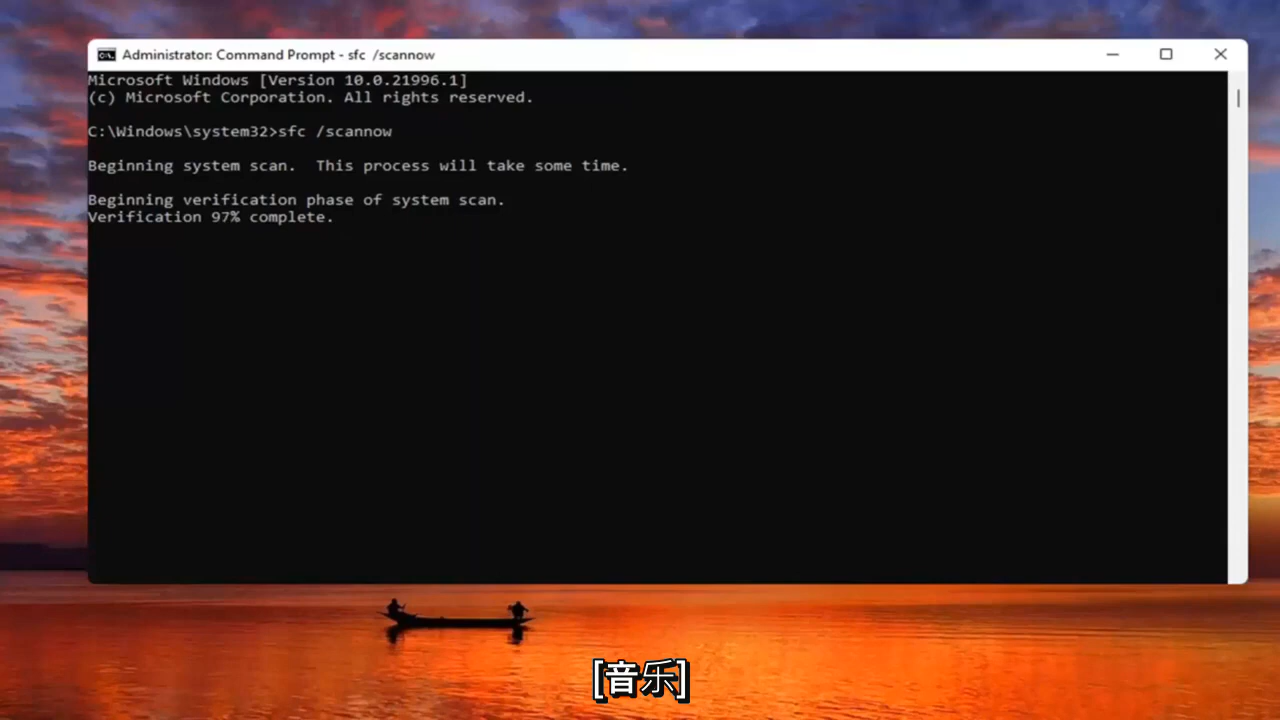 Administrator: Command Prompt - sfc /scannow
Microsoft Windows [Version 10.0.21996.1]
(c) Microsoft Corporation. All rights reserved.
C:\Windows\system32>sfc /scannow
Beginning system scan.  This process will take some time.
Beginning verification phase of system scan.
Verification 97% complete.
[音乐]